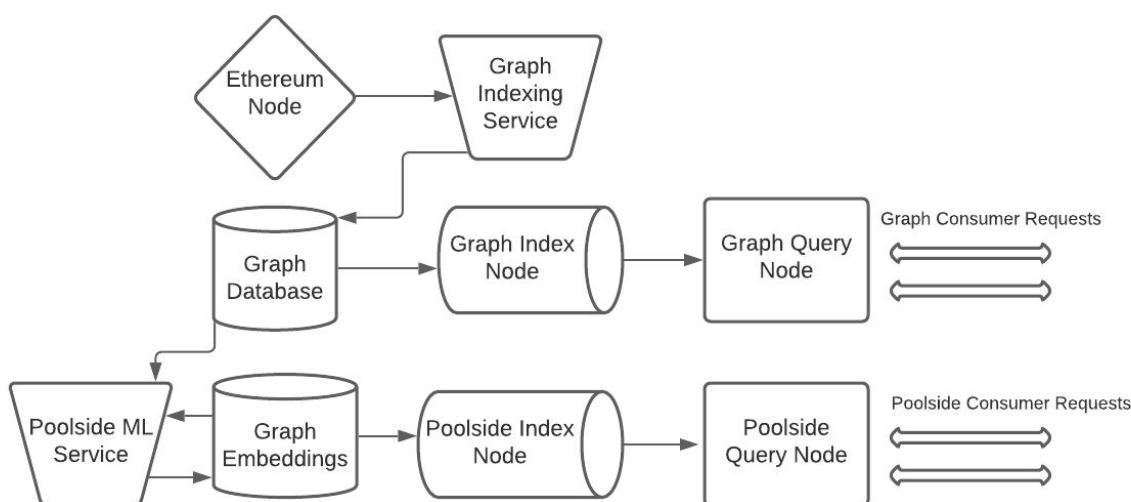 Ethereum
Node
Graph
Indexing
Service
Graph
Database
Graph Index
Node
Graph Query
Node
Graph Consumer Requests
Poolside ML
Service
Graph
Embeddings
Poolside Index
Node
Poolside
Query Node
Poolside Consumer Requests